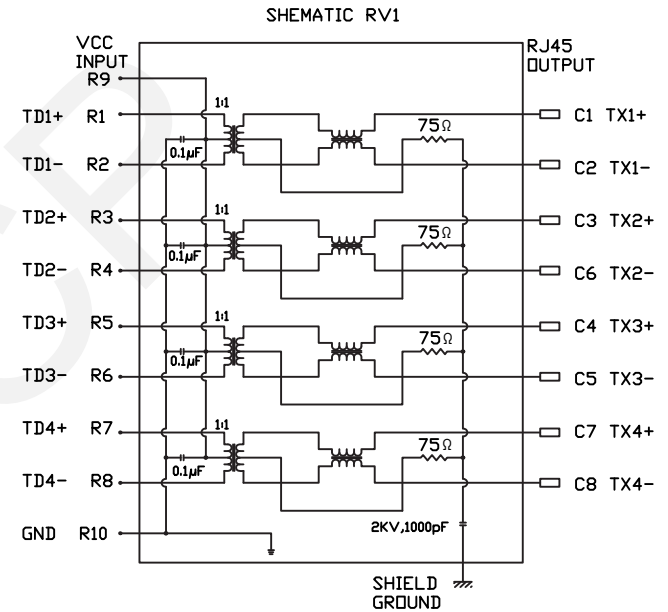 SHEMATIC RV1
VCC
INPUT
RJ45
OUTPUT
R9
1:1
TD1+ R1
C1 TX1+
75Ω
0.1µF
TD1- R2
C2 TX1-
1:1
TD2+ R3
C3 TX2+
75Ω
0.1µF
TD2- R4
C6 TX2-
1:1
TD3+ R5
C4 TX3+
75Ω
0.1µF
TD3- R6
C5 TX3-
1:1
TD4+ R7
C7 TX4+
75Ω
0.1µF
TD4- R8
C8 TX4-
2KV,1000pF
GND R10
SHIELD
GROUND